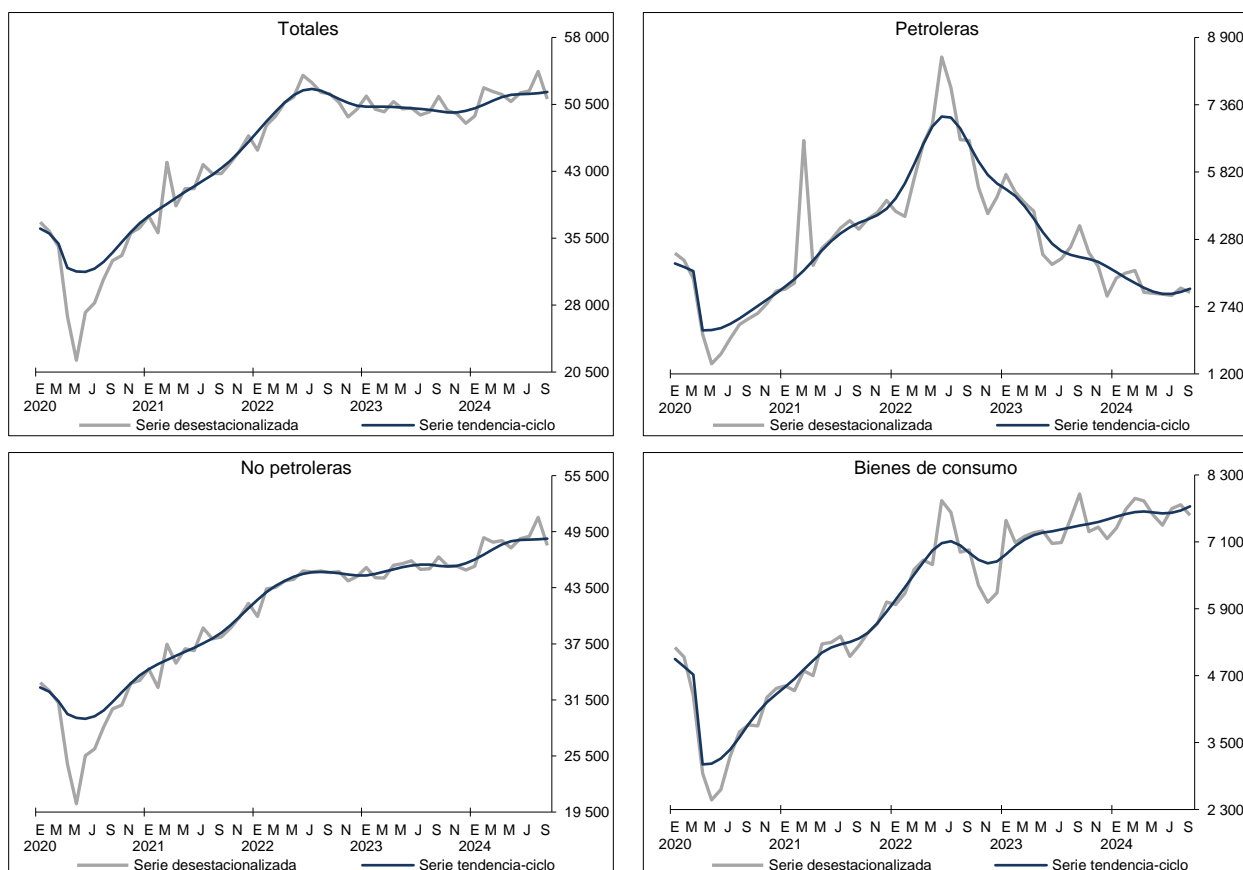 Totales
58 000
50 500
43 000
35 500
28 000
20 500
E M M J S N E M M J S N E M M J S N E M M J S N E M M J S
2020 2021 2022 2023 2024
Serie desestacionalizada Serie tendencia-ciclo
Petroleras
8 900
7 360
5 820
4 280
2 740
1 200
E M M J S N E M M J S N E M M J S N E M M J S N E M M J S
2020 2021 2022 2023 2024
Serie desestacionalizada Serie tendencia-ciclo
No petroleras
55 500
49 500
43 500
37 500
31 500
25 500
19 500
E M M J S N E M M J S N E M M J S N E M M J S N E M M J S
2020 2021 2022 2023 2024
Serie desestacionalizada Serie tendencia-ciclo
Bienes de consumo
8 300
7 100
5 900
4 700
3 500
2 300
E M M J S N E M M J S N E M M J S N E M M J S N E M M J S
2020 2021 2022 2023 2024
Serie desestacionalizada Serie tendencia-ciclo